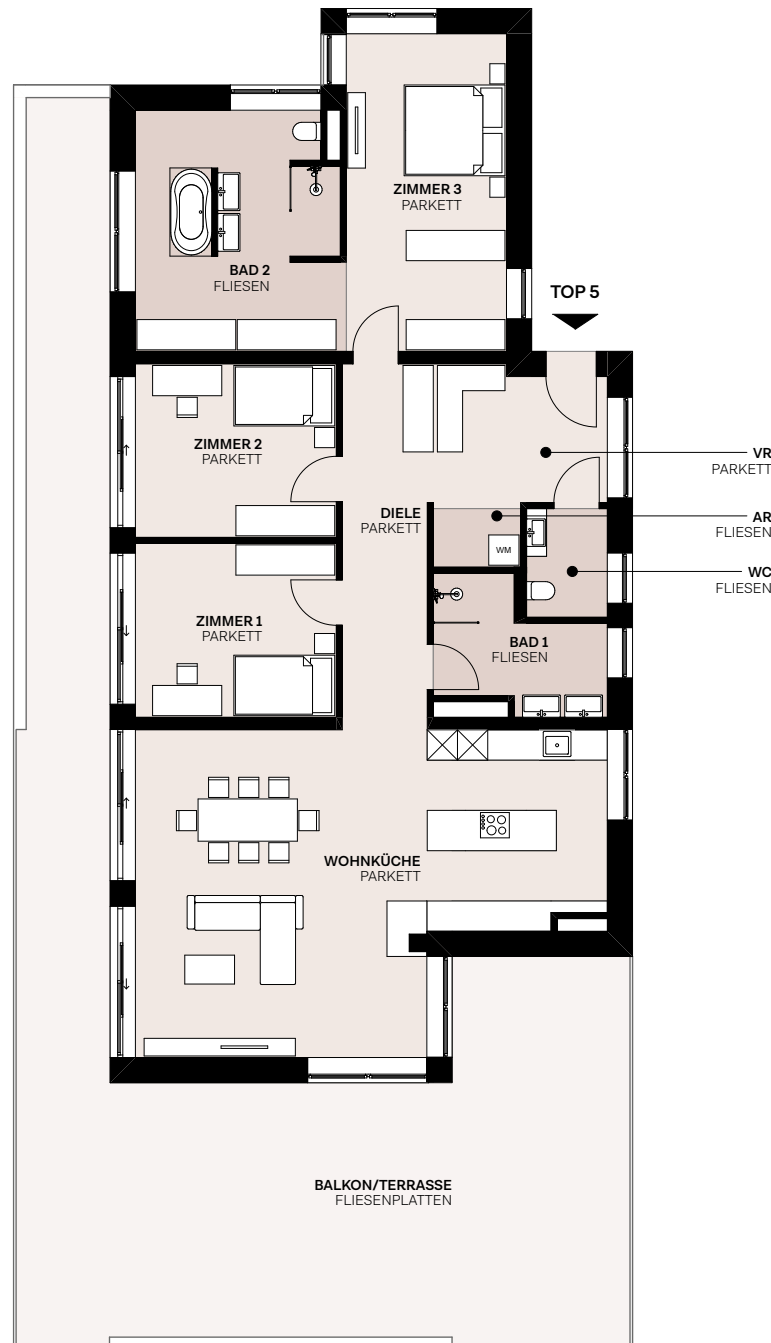 ZIMMER 3
PARKETT
BAD 2
FLIESEN
TOP 5
ZIMMER 2
PARKETT
VR
PARKETT
DIELE
PARKETT
AR
FLIESEN
WM
WC
FLIESEN
ZIMMER 1
PARKETT
BAD 1
FLIESEN
WOHNKÜCHE
PARKETT
BALKON/TERRASSE
FLIESENPLATTEN